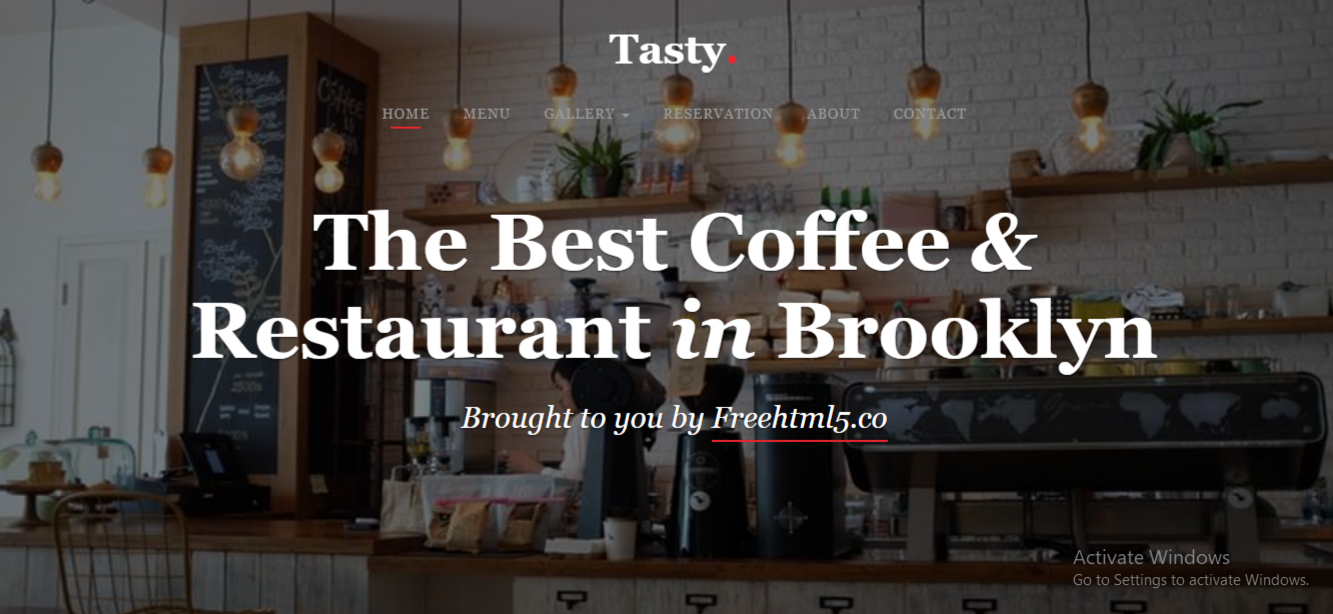 Tasty.
HOME MENU GALLERY RESERVATION ABOUT CONTACT
The Best Coffee &
Restaurant in Brooklyn
Brought to you by Freehtml5.co
Activate Windows
Go to Settings to activate Windows.